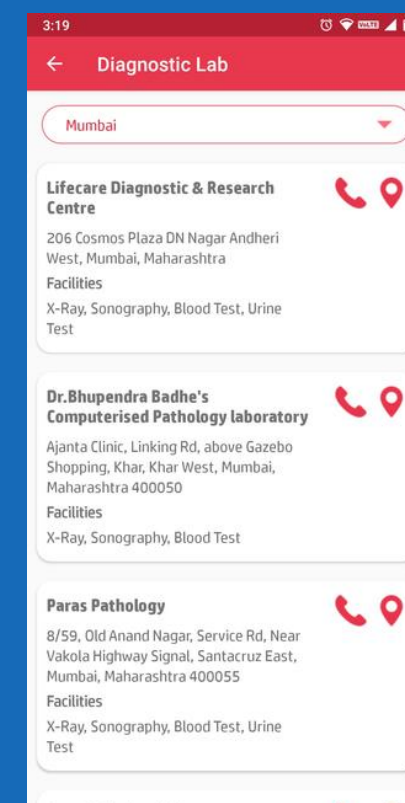 3:19
VoLTE
Diagnostic Lab
Mumbai
Lifecare Diagnostic & Research
Centre
206 Cosmos Plaza DN Nagar Andheri
West, Mumbai, Maharashtra
Facilities
X-Ray, Sonography, Blood Test, Urine
Test
Dr.Bhupendra Badhe's
Computerised Pathology laboratory
Ajanta Clinic, Linking Rd, above Gazebo
Shopping, Khar, Khar West, Mumbai,
Maharashtra 400050
Facilities
X-Ray, Sonography, Blood Test
Paras Pathology
8/59, Old Anand Nagar, Service Rd, Near
Vakola Highway Signal, Santacruz East,
Mumbai, Maharashtra 400055
Facilities
X-Ray, Sonography, Blood Test, Urine
Test